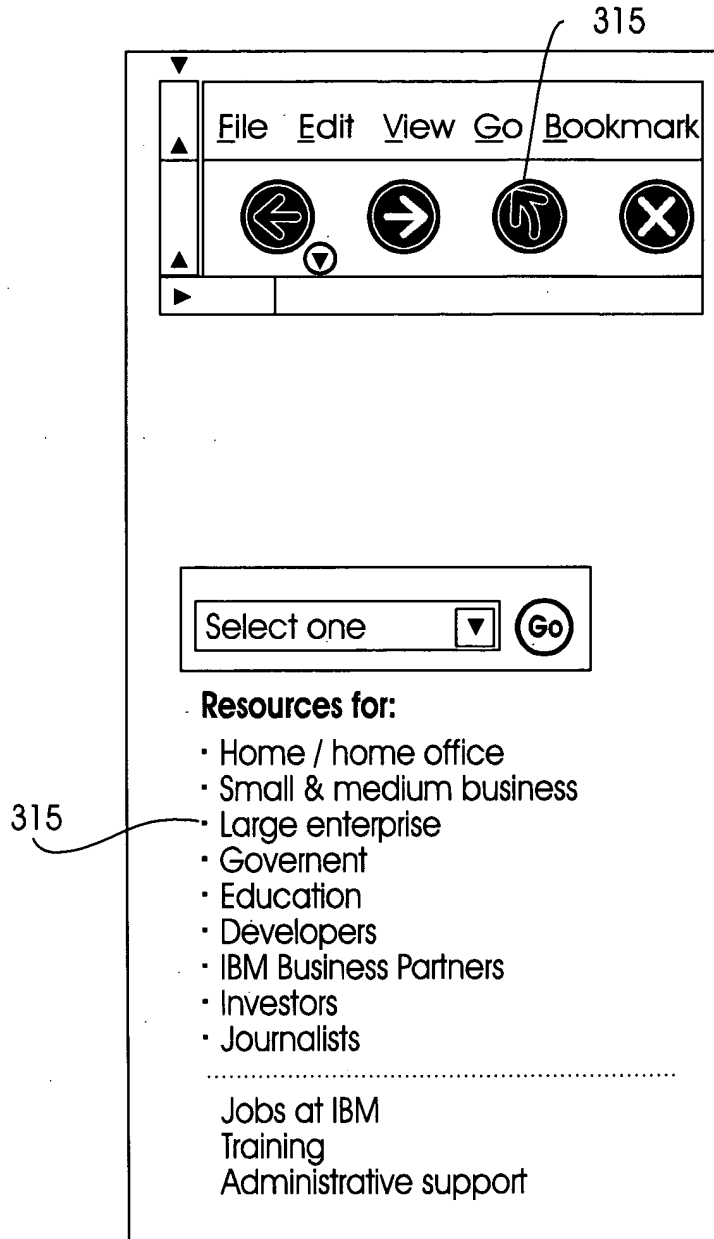 315
File Edit View Go Bookmark
Select one Go
Resources for:
· Home / home office
· Small & medium business
315
· Large enterprise
· Governent
· Education
· Developers
· IBM Business Partners
· Investors
· Journalists
Jobs at IBM
Training
Administrative support